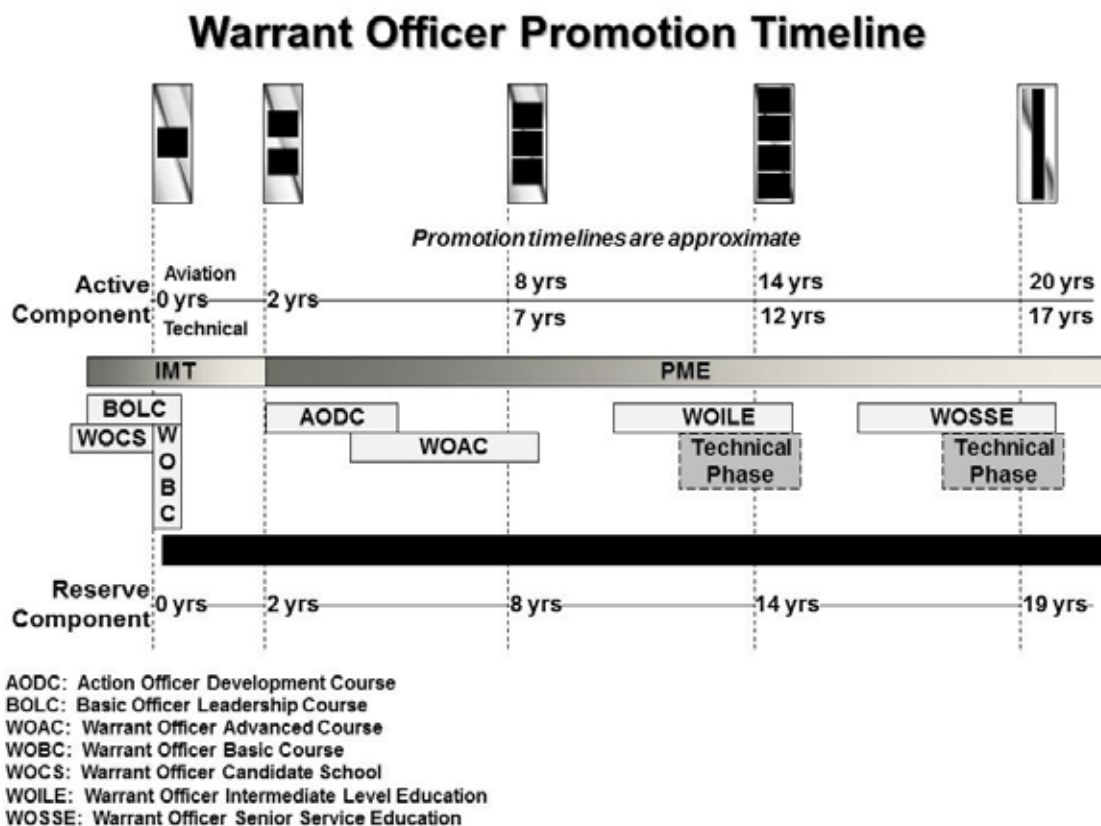 Warrant Officer Promotion Timeline
Promotion timelines are approximate
Active
Component
Aviation
0 yrs
Technical
2 yrs
8 yrs
7 yrs
14 yrs
12 yrs
20 yrs
17 yrs
IMT
PME
BOLC
WOCS
W
O
B
C
AODC
WOAC
WOILE
Technical
Phase
WOSSE
Technical
Phase
Reserve
Component
0 yrs
2 yrs
8 yrs
14 yrs
19 yrs
AODC: Action Officer Development Course
BOLC: Basic Officer Leadership Course
WOAC: Warrant Officer Advanced Course
WOBC: Warrant Officer Basic Course
WOCS: Warrant Officer Candidate School
WOILE: Warrant Officer Intermediate Level Education
WOSSE: Warrant Officer Senior Service Education